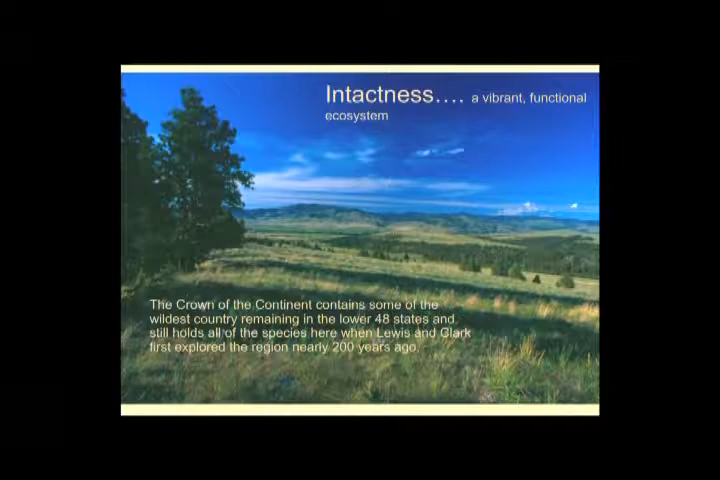 Intactness.... a vibrant, functional
ecosystem
The Crown of the Continent contains some of the
wildest country remaining in the lower 48 states and
still holds all of the species here when Lewis and Clark
first explored the region nearly 200 years ago.